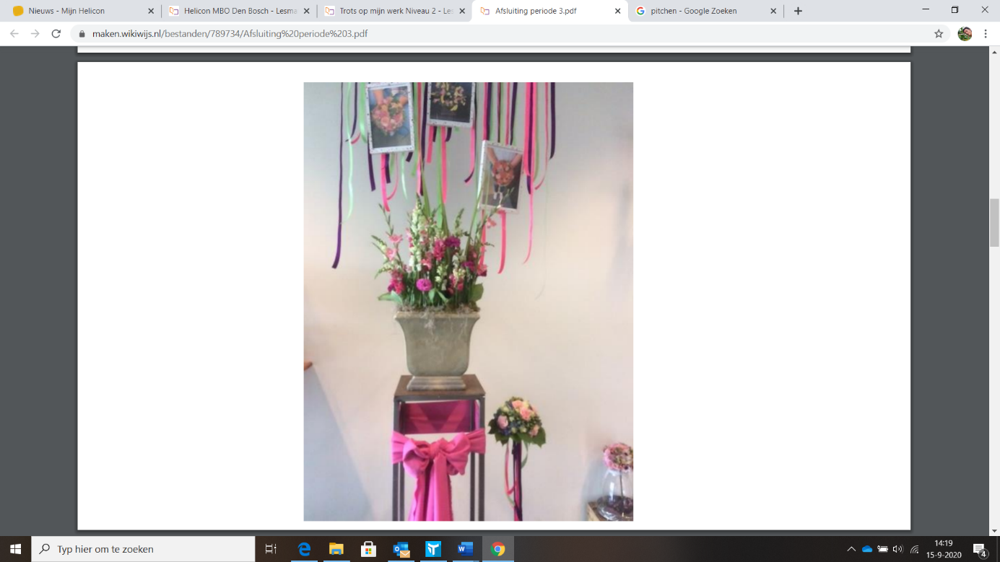 Nieuws - Mijn Helicon
Helicon MBO Den Bosch - Lesma
Trots op mijn werk Niveau 2 - Les
Afsluiting periode 3.pdf
pitchen - Google Zoeken
maken.wikiwijs.nl/bestanden/789734/Afsluiting%20periode%203.pdf
Typ hier om te zoeken
14:19
15-9-2020
4